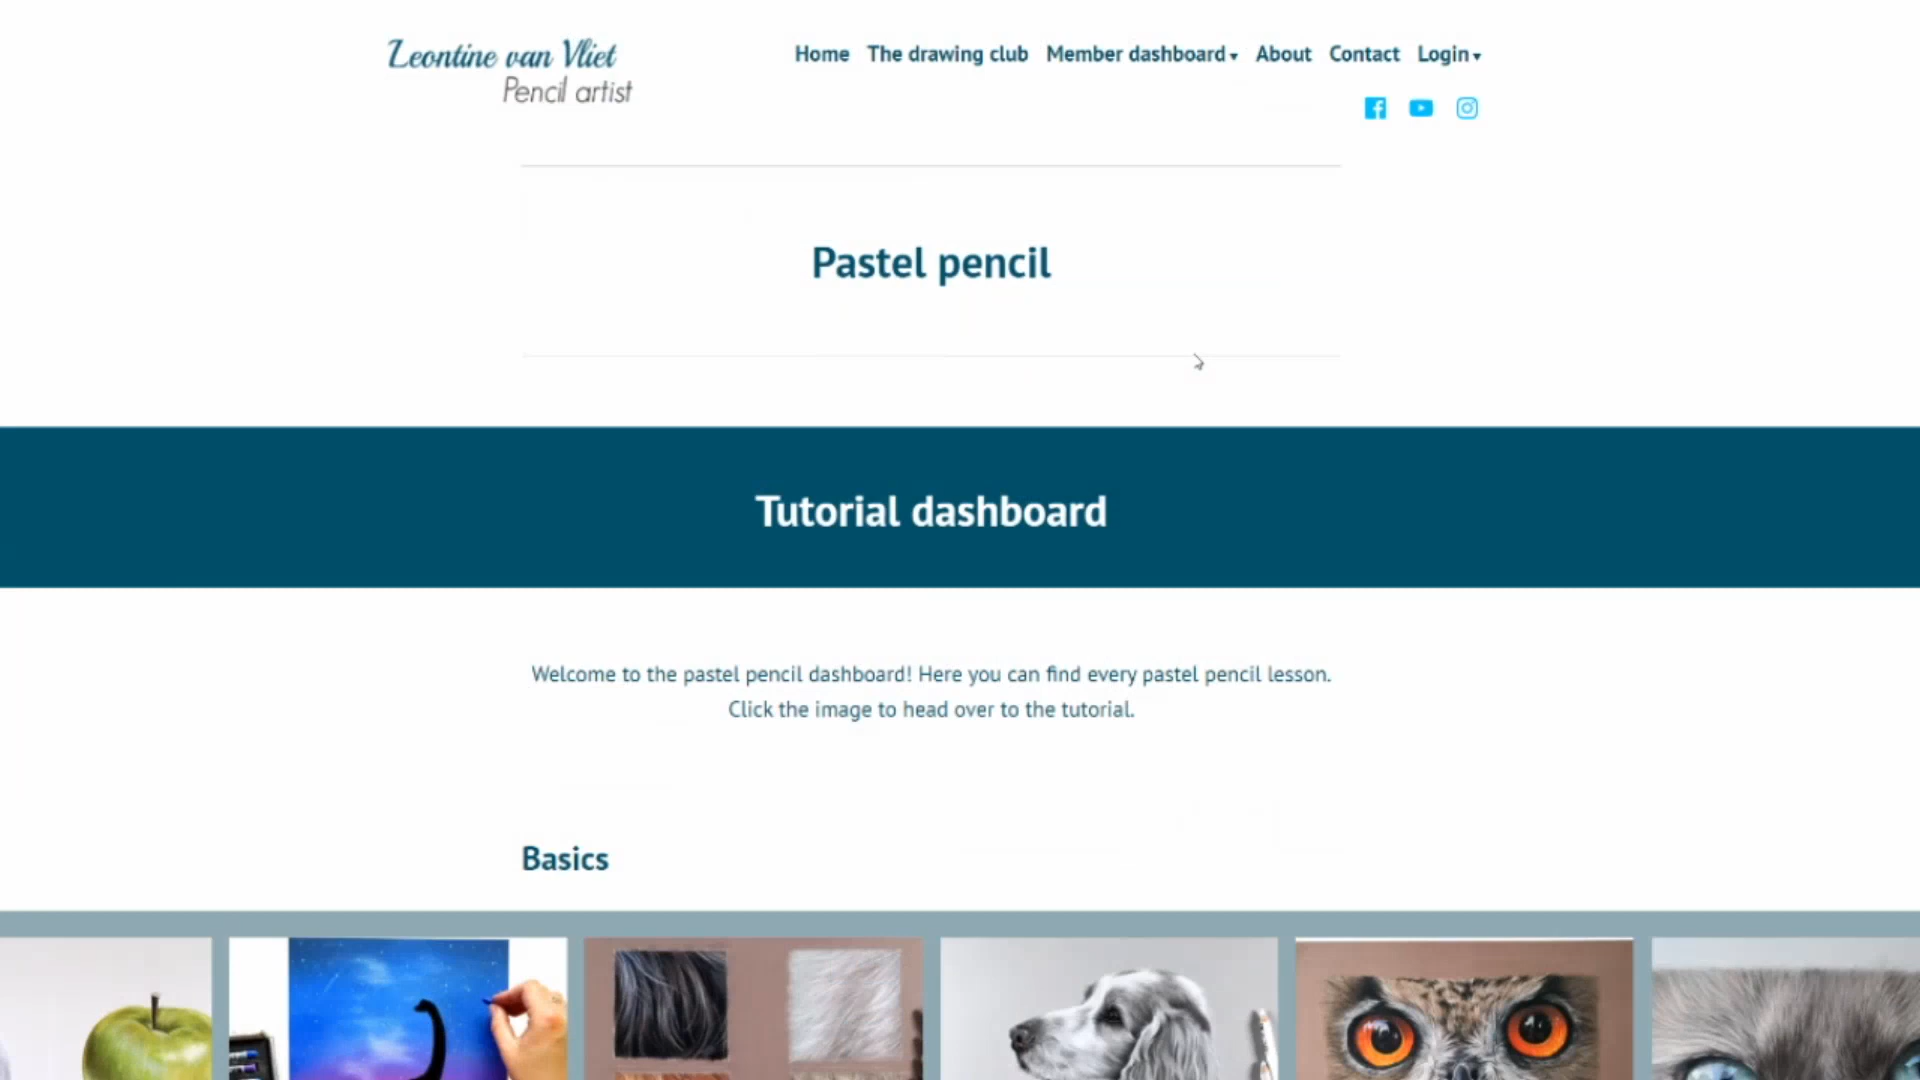 Leontine van Vliet
Pencil artist
Home The drawing club Member dashboard▾ About Contact Login▾
Pastel pencil
Tutorial dashboard
Welcome to the pastel pencil dashboard! Here you can find every pastel pencil lesson.
Click the image to head over to the tutorial.
Basics